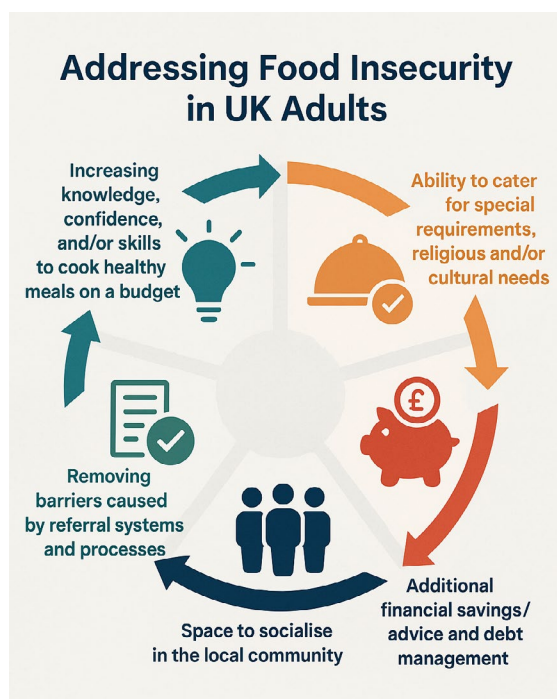 Addressing Food Insecurity
in UK Adults
Increasing
knowledge,
confidence,
and/or skills
to cook healthy
meals on a budget
Ability to cater
for special
requirements,
religious and/or
cultural needs
£
Additional
financial savings/
advice and debt
management
Space to socialise
in the local community
Removing
barriers caused
by referral systems
and processes